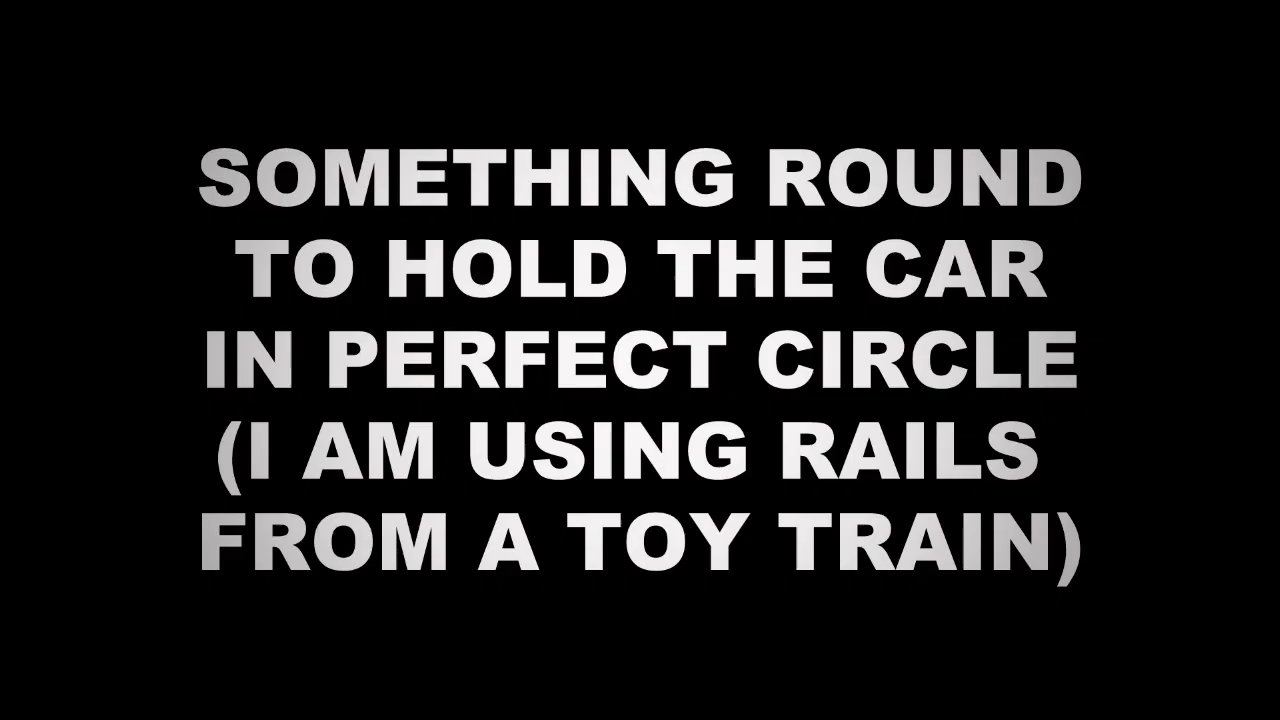 SOMETHING ROUND
TO HOLD THE CAR
IN PERFECT CIRCLE
(I AM USING RAILS
FROM A TOY TRAIN)